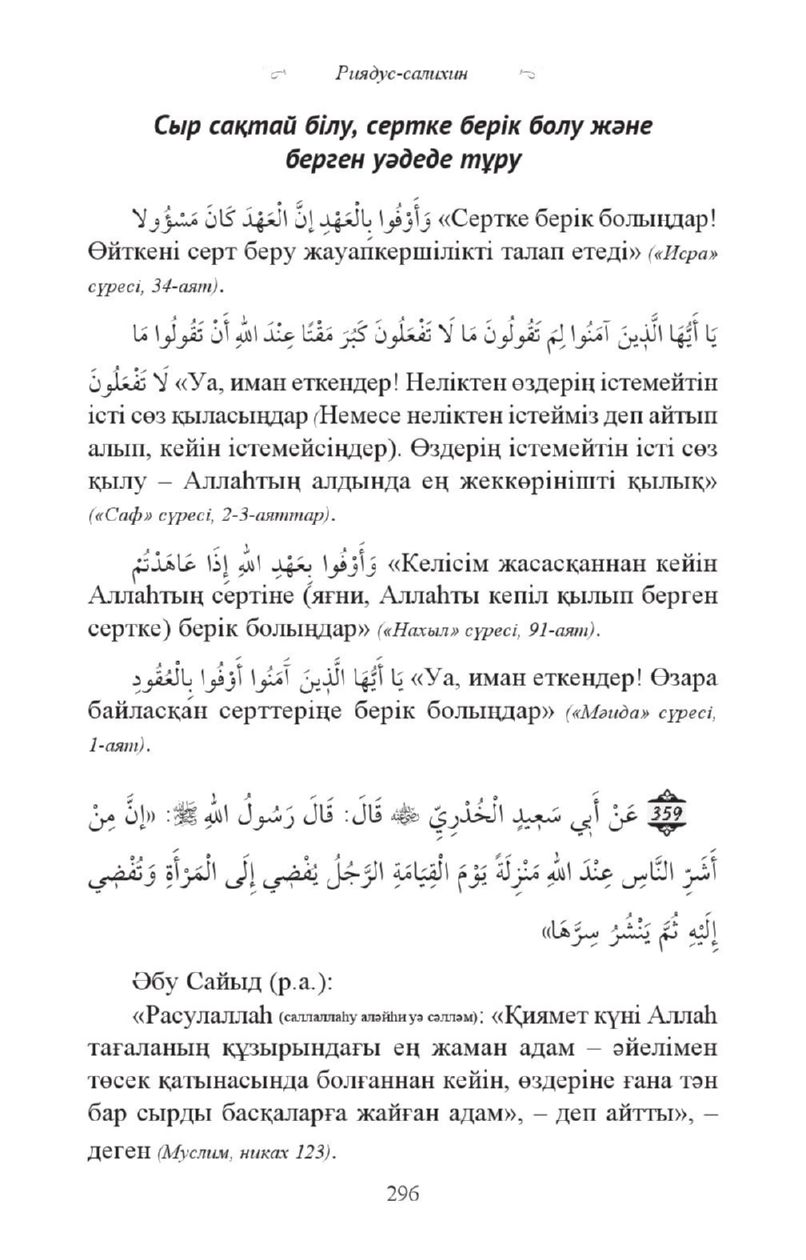 Риядус-салихин
Сыр сақтай білу, сертке берік болу және
берген уәдеде тұру
وَأَوْفُوا بِالْعَهْدِ إِنَّ الْعَهْدَ كَانَ مَسْؤُولا «Сертке берік болыңдар!
Өйткені серт беру жауапкершілікті талап етеді» («Исра»
сүресі, 34-аят).
يَا أَيُّهَا الَّذِينَ آمَنُوا لِمَ تَقُولُونَ مَا لَا تَفْعَلُونَ كَبُرَ مَقْتًا عِنْدَ اللهِ أَنْ تَقُولُوا مَا
لَا تَفْعَلُونَ «Уа, иман еткендер! Неліктен өздерің істемейтін
істі сөз қыласыңдар (Немесе неліктен істейміз деп айтып
алып, кейін істемейсіңдер). Өздерің істемейтін істі сөз
қылу – Аллаһтың алдында ең жеккөрінішті қылық»
(«Саф» сүресі, 2-3-аяттар).
وَأَوْفُوا بِعَهْدِ اللهِ إِذَا عَاهَدْتُمْ «Келісім жасасқаннан кейін
Аллаһтың сертіне (яғни, Аллаһты кепіл қылып берген
сертке) берік болыңдар» («Нахыл» сүресі, 91-аят).
يَا أَيُّهَا الَّذِينَ آَمَنُوا أَوْفُوا بِالْعُقُودِ «Уа, иман еткендер! Өзара
байласқан серттеріңе берік болыңдар» («Мәида» сүресі,
1-аят).
359 عَنْ أَبِي سَعِيدٍ الْخُدْرِيِّ ﷺ قَالَ: قَالَ رَسُولُ اللهِ ﷺ: «إِنَّ مِنْ
أَشَرِّ النَّاسِ عِنْدَ اللهِ مَنْزِلَةً يَوْمَ الْقِيَامَةِ الرَّجُلُ يُفْضِي إِلَى الْمَرْأَةِ وَتُفْضِي
إِلَيْهِ ثُمَّ يَنْشُرُ سِرَّهَا»
Әбу Сайыд (р.а.):
«Расулаллаһ (саллаллаһу аләйһи уә сәлләм): «Қиямет күні Аллаһ
тағаланың құзырындағы ең жаман адам – әйелімен
төсек қатынасында болғаннан кейін, өздеріне ғана тән
бар сырды басқаларға жайған адам», – деп айтты», –
деген (Муслим, никах 123).
296